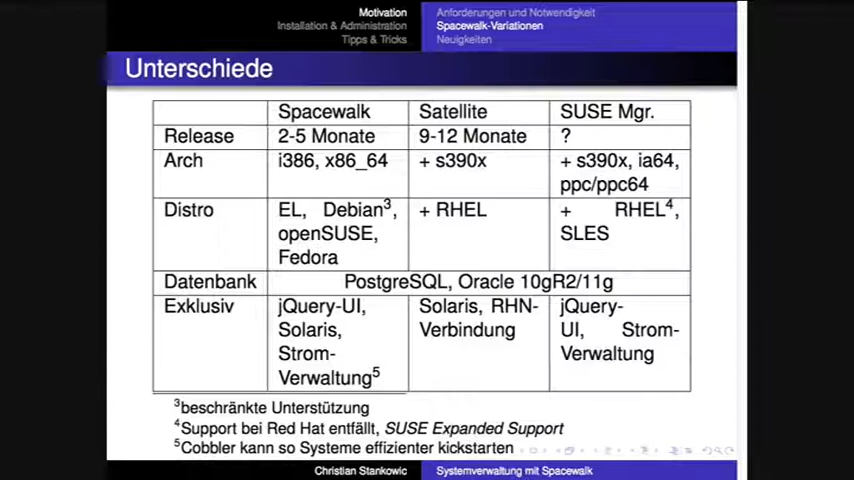 Motivation
Installation & Administration
Tipps & Tricks
Anforderungen und Notwendigkeit
Spacewalk-Variationen
Neuigkeiten
Unterschiede
Spacewalk Satellite SUSE Mgr.
Release 2-5 Monate 9-12 Monate ?
Arch i386, x86_64 + s390x + s390x, ia64,
ppc/ppc64
Distro EL, Debian3, + RHEL + RHEL4,
openSUSE, SLES
Fedora
Datenbank PostgreSQL, Oracle 10gR2/11g
Exklusiv jQuery-UI, Solaris, RHN- jQuery-
Solaris, Verbindung UI, Strom-
Strom- Verwaltung
Verwaltung5
3beschränkte Unterstützung
4Support bei Red Hat entfällt, SUSE Expanded Support
5Cobbler kann so Systeme effizienter kickstarten
Christian Stankowic Systemverwaltung mit Spacewalk